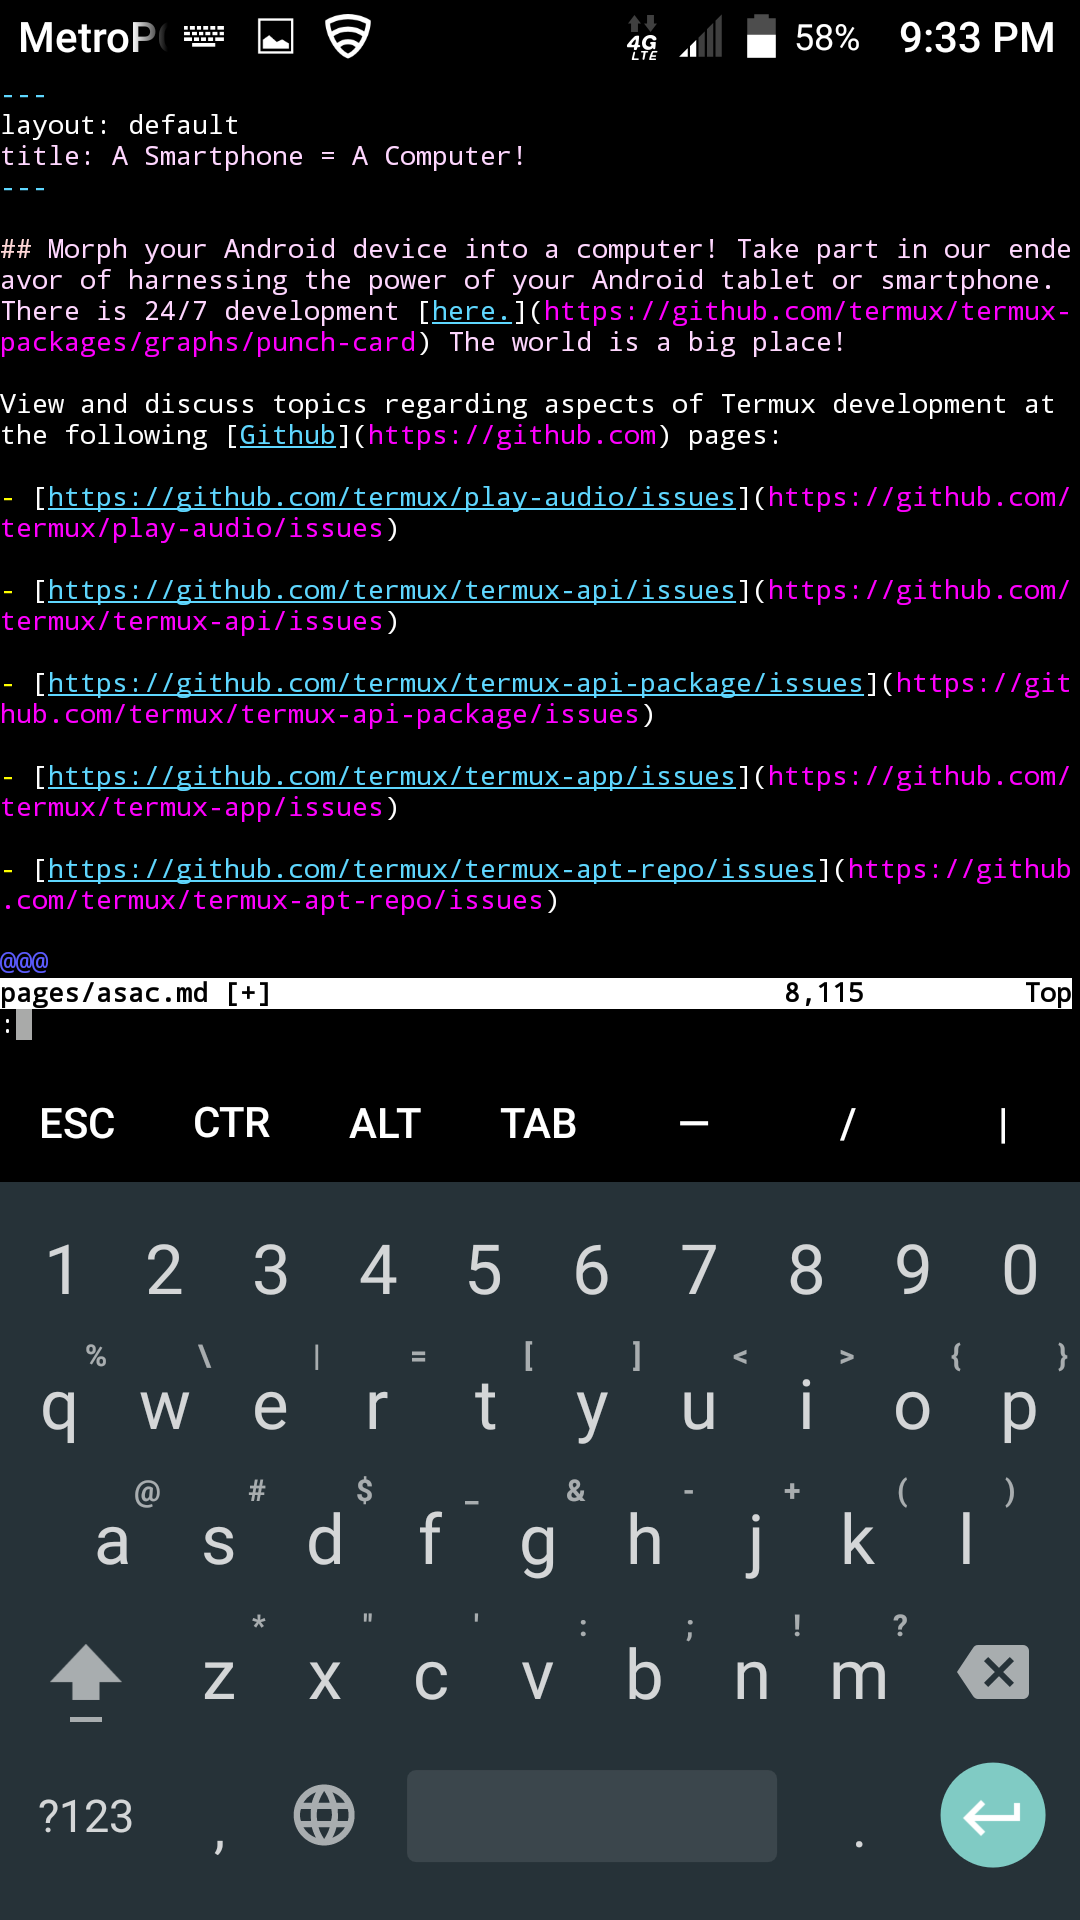 MetroP 4G LTE 58% 9:33 PM
---
layout: default
title: A Smartphone = A Computer!
---
## Morph your Android device into a computer! Take part in our ende
avor of harnessing the power of your Android tablet or smartphone.
There is 24/7 development [here.](https://github.com/termux/termux-
packages/graphs/punch-card) The world is a big place!
View and discuss topics regarding aspects of Termux development at
the following [Github](https://github.com) pages:
- [https://github.com/termux/play-audio/issues](https://github.com/
termux/play-audio/issues)
- [https://github.com/termux/termux-api/issues](https://github.com/
termux/termux-api/issues)
- [https://github.com/termux/termux-api-package/issues](https://git
hub.com/termux/termux-api-package/issues)
- [https://github.com/termux/termux-app/issues](https://github.com/
termux/termux-app/issues)
- [https://github.com/termux/termux-apt-repo/issues](https://github
.com/termux/termux-apt-repo/issues)
@@@
pages/asac.md [+] 8,115 Top
:
ESC CTR ALT TAB — / |
1 2 3 4 5 6 7 8 9 0
% \ | = [ ] < > { }
q w e r t y u i o p
@ # $ _ & - + ( )
a s d f g h j k l
* " ' : ; ! ?
z x c v b n m
?123 , .